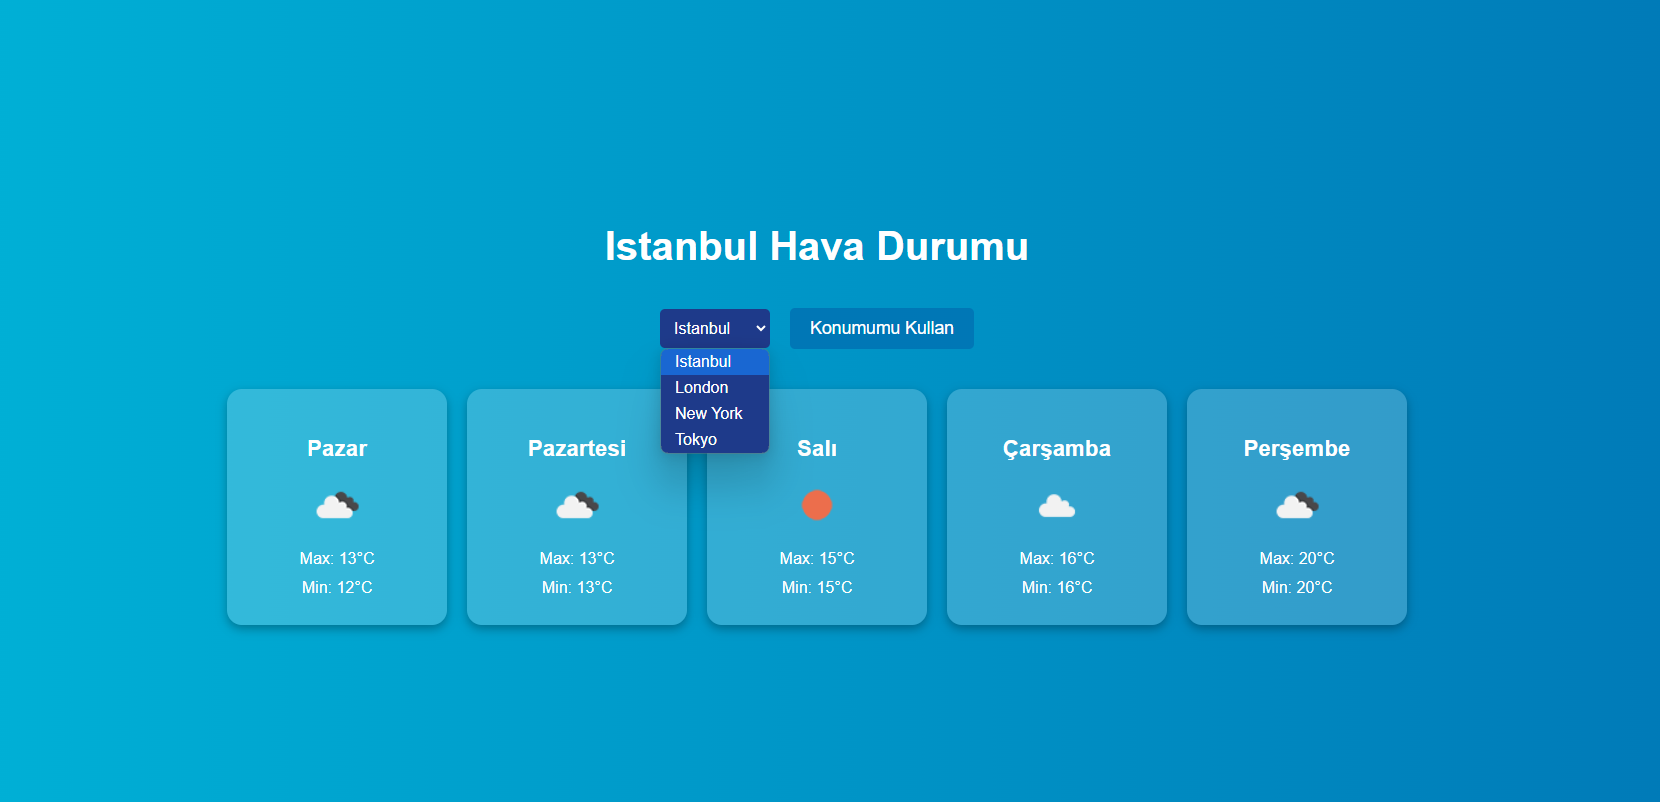 Istanbul Hava Durumu
Istanbul
Konumumu Kullan
Istanbul
London
New York
Tokyo
Pazar
Max: 13°C
Min: 12°C
Pazartesi
Max: 13°C
Min: 13°C
Salı
Max: 15°C
Min: 15°C
Çarşamba
Max: 16°C
Min: 16°C
Perşembe
Max: 20°C
Min: 20°C